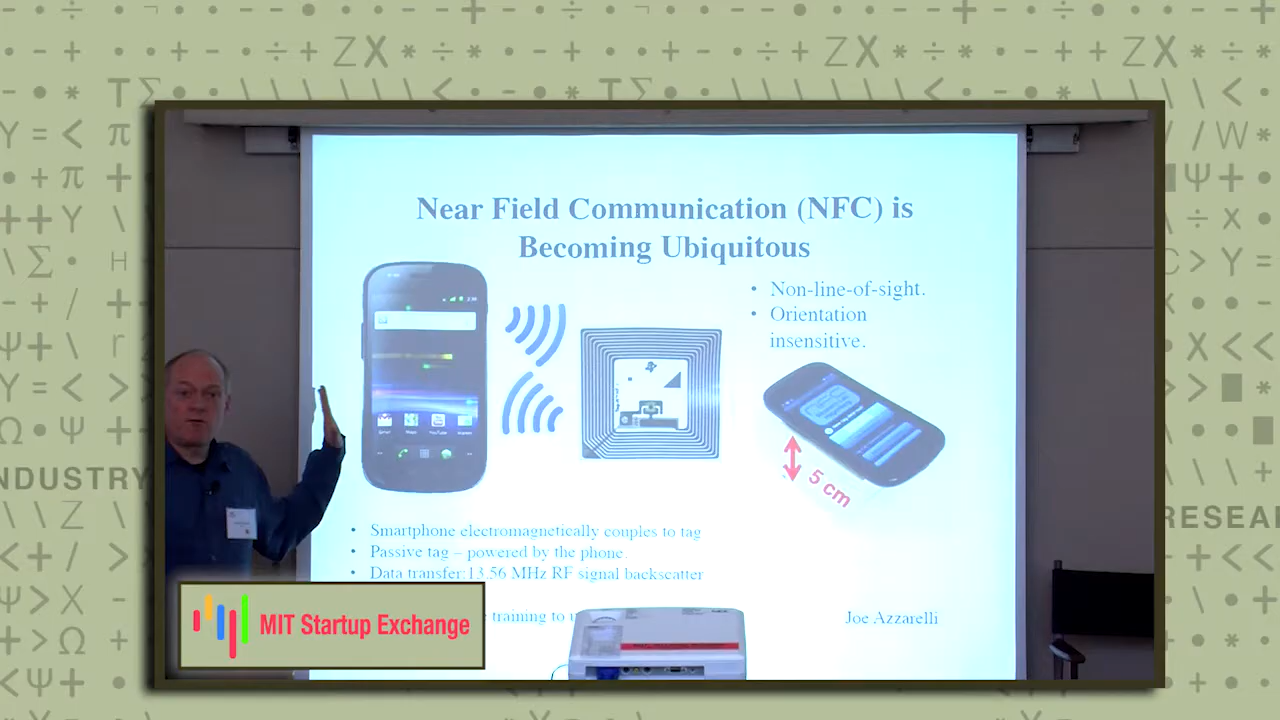 Near Field Communication (NFC) is
Becoming Ubiquitous
• Non-line-of-sight.
• Orientation
insensitive.
5 cm
• Smartphone electromagnetically couples to tag
• Passive tag – powered by the phone.
• Data transfer:13.56 MHz RF signal backscatter
training to
Joe Azzarelli
MIT Startup Exchange
INDUSTRY
RESEAR